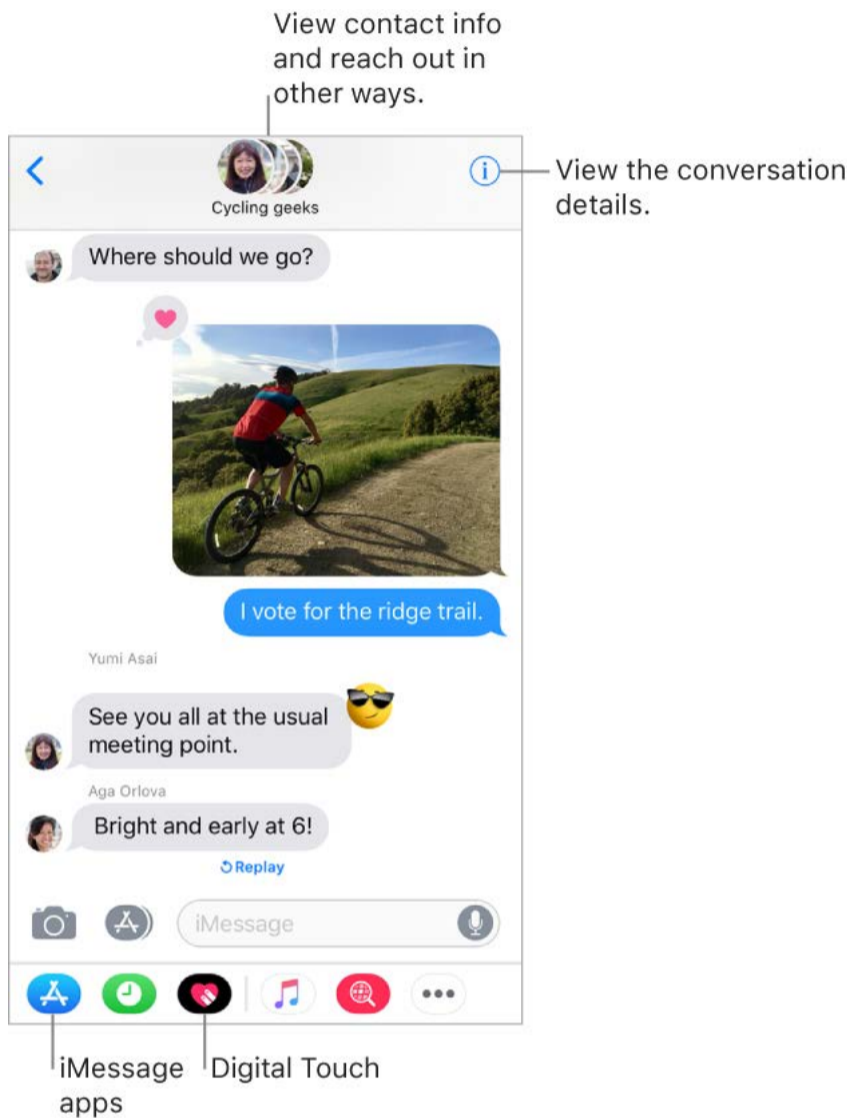 View contact info
and reach out in
other ways.
View the conversation
details.
Cycling geeks
Where should we go?
I vote for the ridge trail.
Yumi Asai
See you all at the usual
meeting point.
Aga Orlova
Bright and early at 6!
Replay
iMessage
iMessage
apps
Digital Touch